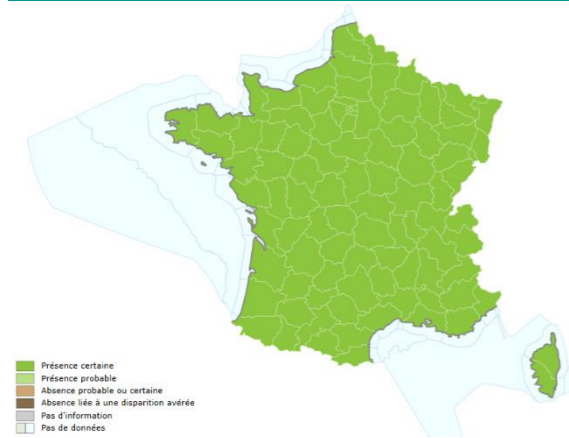 Présence certaine
Présence probable
Absence probable ou certaine
Absence liée à une disparition avérée
Pas d'information
Pas de données